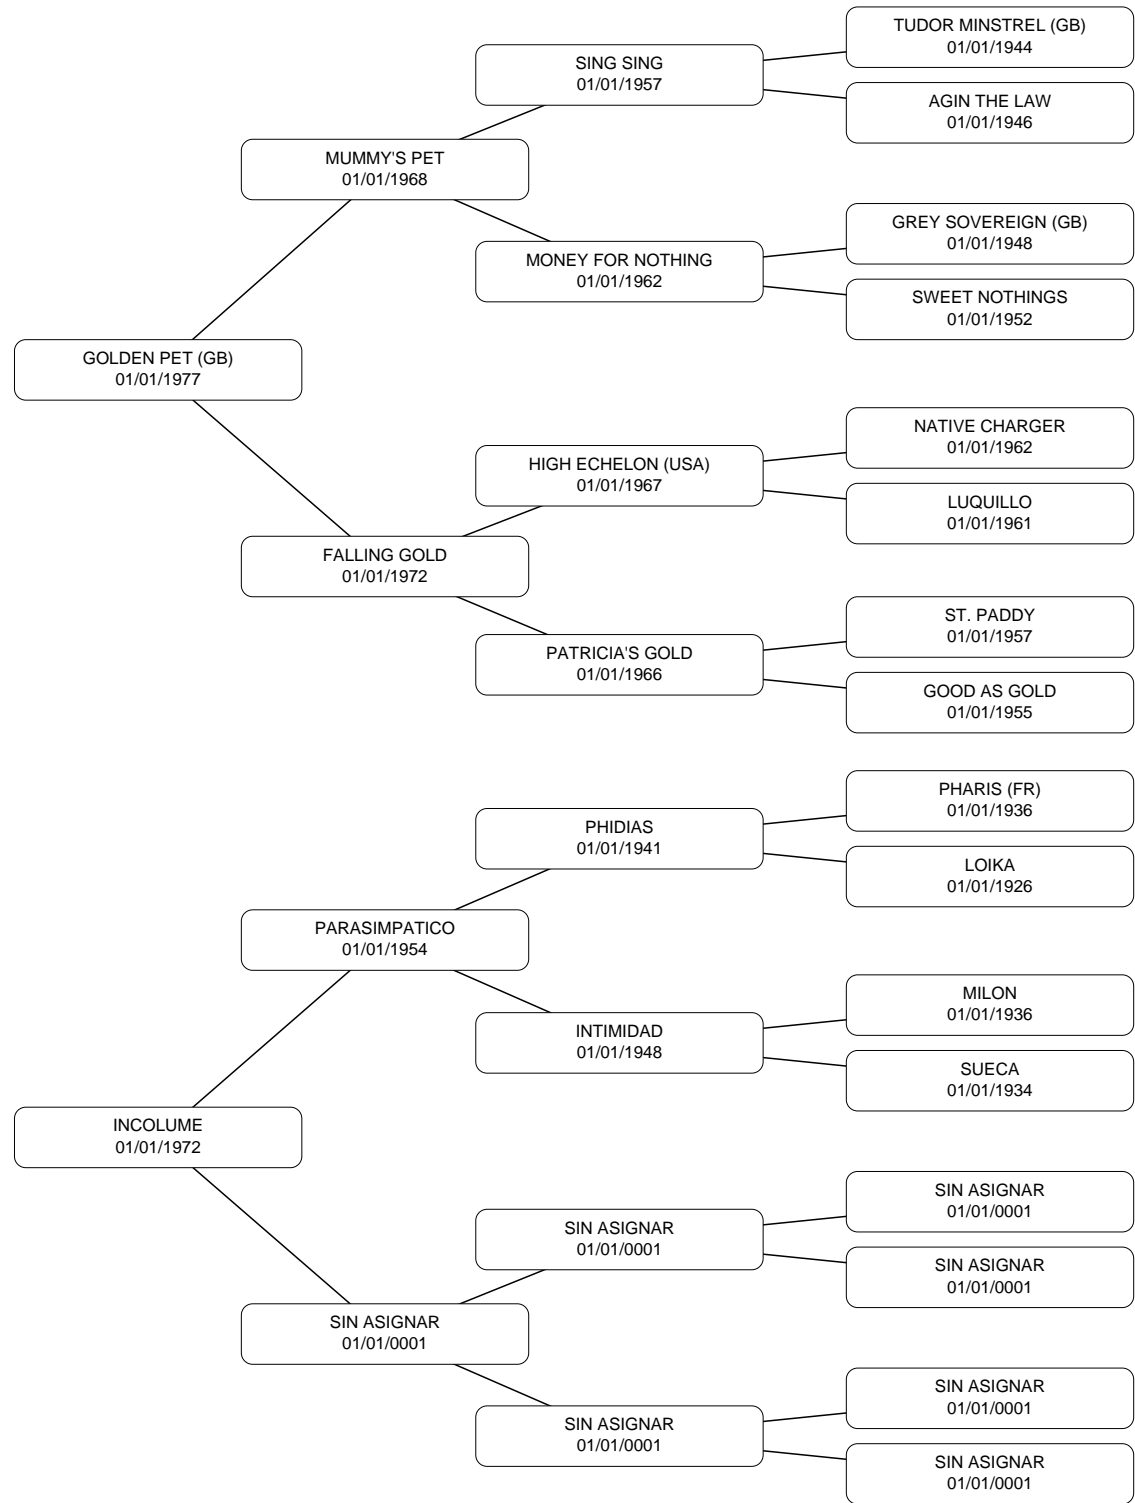 TUDOR MINSTREL (GB)
01/01/1944
SING SING
01/01/1957
AGIN THE LAW
01/01/1946
MUMMY'S PET
01/01/1968
GREY SOVEREIGN (GB)
01/01/1948
MONEY FOR NOTHING
01/01/1962
SWEET NOTHINGS
01/01/1952
GOLDEN PET (GB)
01/01/1977
NATIVE CHARGER
01/01/1962
HIGH ECHELON (USA)
01/01/1967
LUQUILLO
01/01/1961
FALLING GOLD
01/01/1972
ST. PADDY
01/01/1957
PATRICIA'S GOLD
01/01/1966
GOOD AS GOLD
01/01/1955
PHARIS (FR)
01/01/1936
PHIDIAS
01/01/1941
LOIKA
01/01/1926
PARASIMPATICO
01/01/1954
MILON
01/01/1936
INTIMIDAD
01/01/1948
SUECA
01/01/1934
INCOLUME
01/01/1972
SIN ASIGNAR
01/01/0001
SIN ASIGNAR
01/01/0001
SIN ASIGNAR
01/01/0001
SIN ASIGNAR
01/01/0001
SIN ASIGNAR
01/01/0001
SIN ASIGNAR
01/01/0001
SIN ASIGNAR
01/01/0001